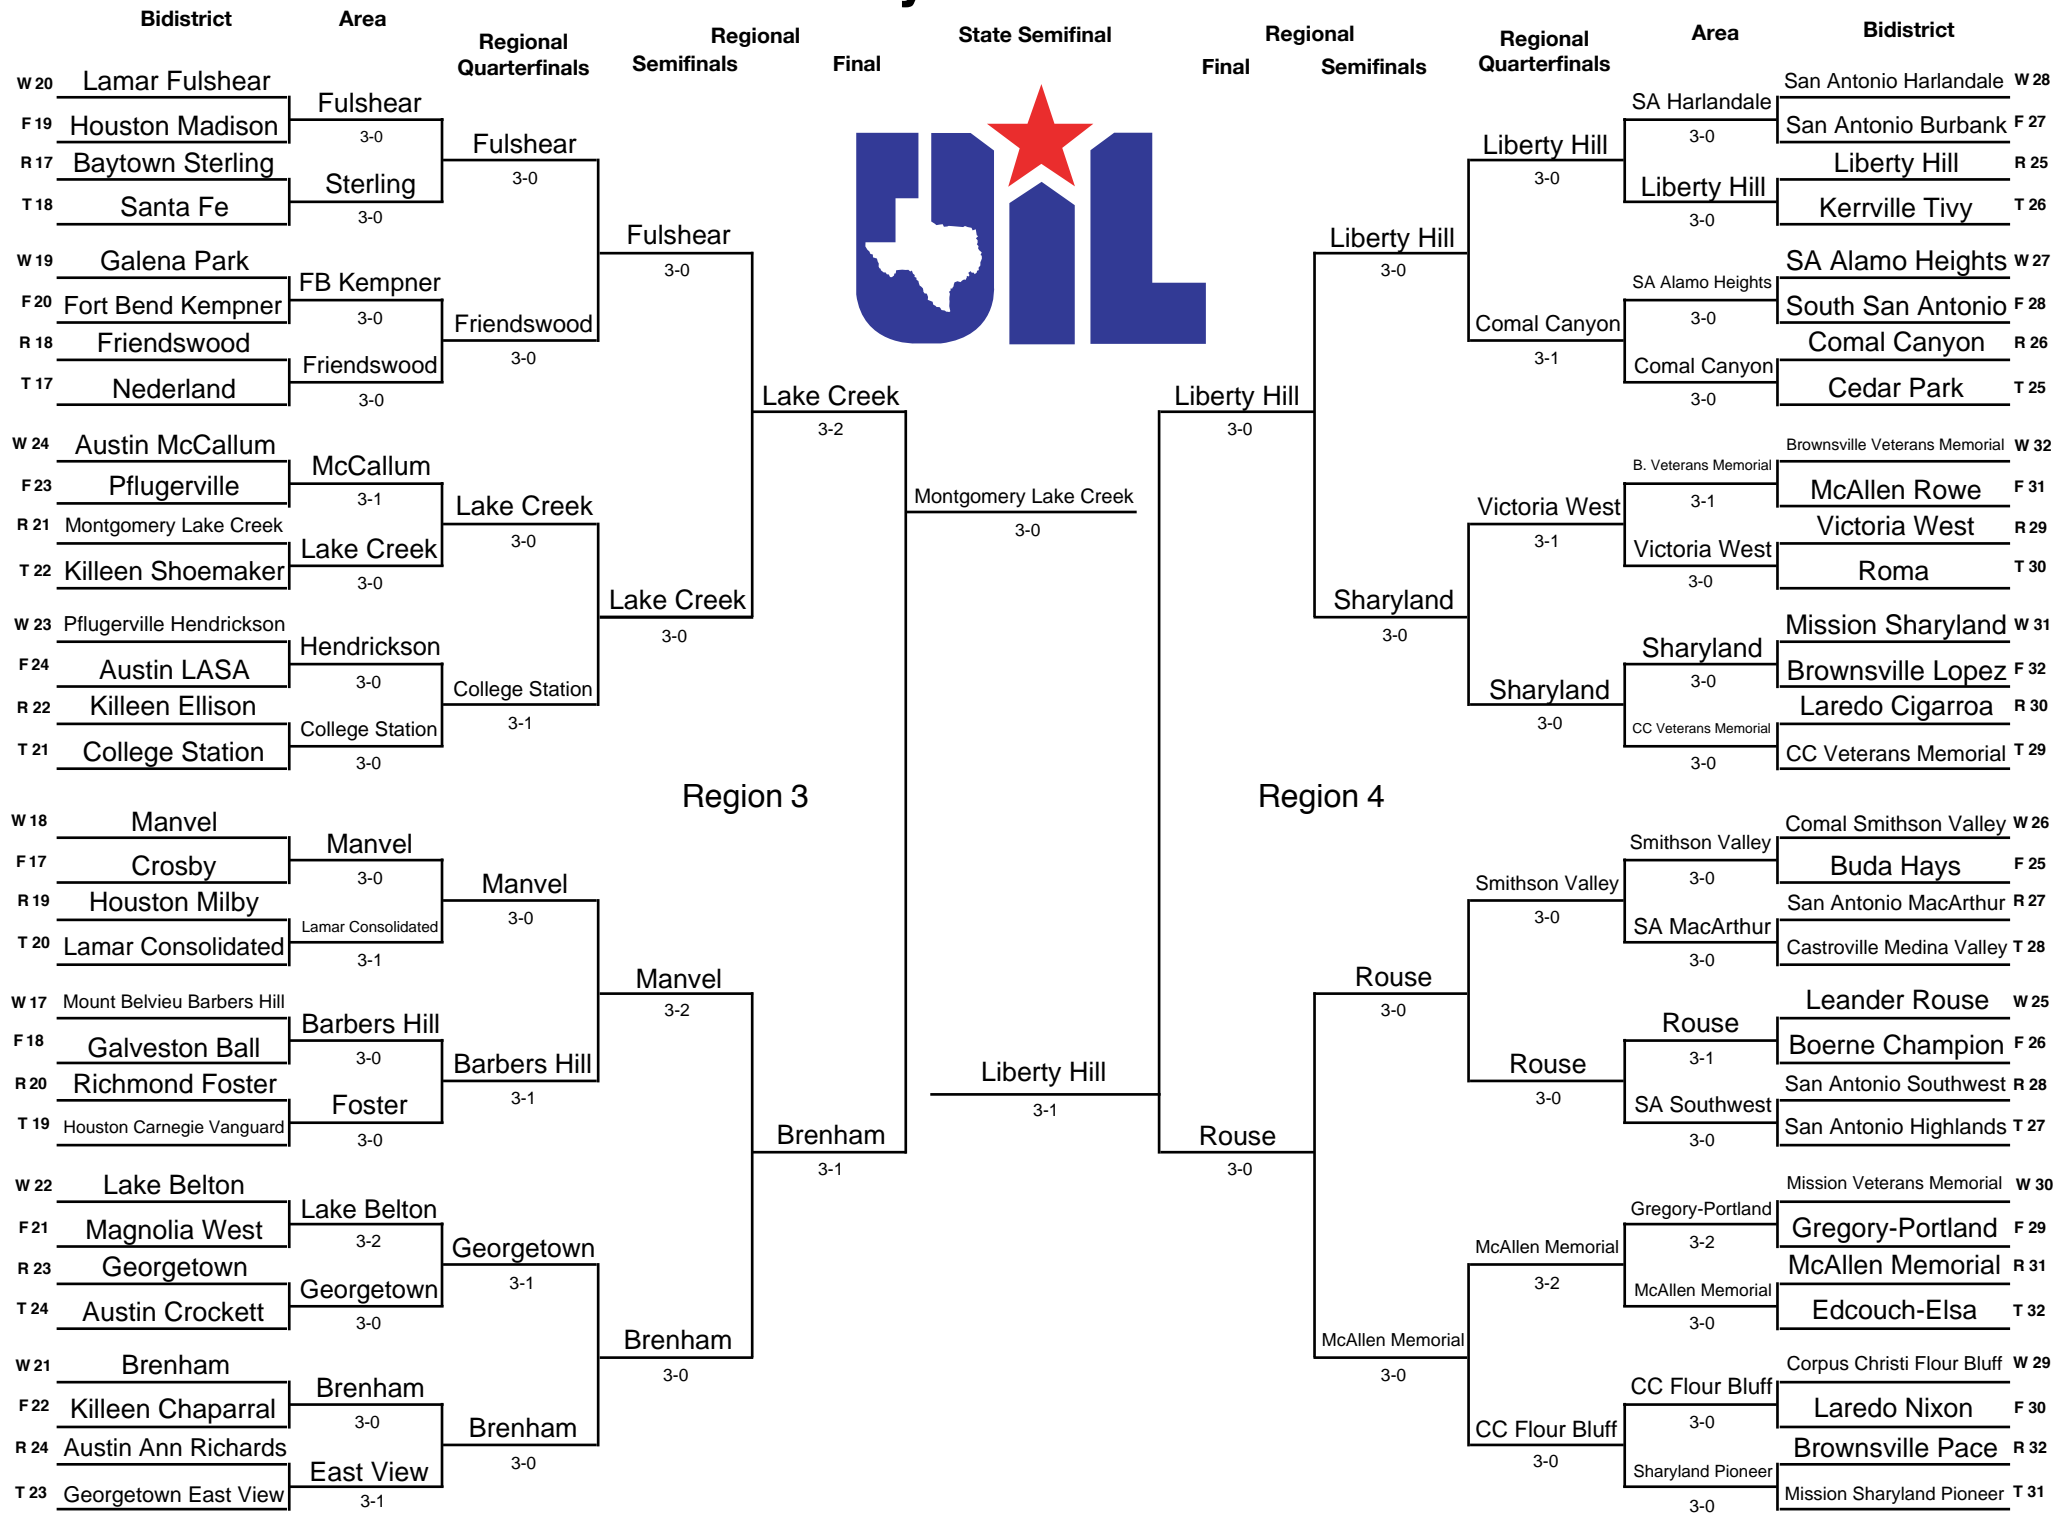 Bidistrict
Area
Regional
Quarterfinals
Regional
Semifinals
Final
State Semifinal
Regional
Final
Semifinals
Regional
Quarterfinals
Area
Bidistrict
W 20 Lamar Fulshear
F 19 Houston Madison
R 17 Baytown Sterling
T 18 Santa Fe
W 19 Galena Park
F 20 Fort Bend Kempner
R 18 Friendswood
T 17 Nederland
W 24 Austin McCallum
F 23 Pflugerville
R 21 Montgomery Lake Creek
T 22 Killeen Shoemaker
W 23 Pflugerville Hendrickson
F 24 Austin LASA
R 22 Killeen Ellison
T 21 College Station
W 18 Manvel
F 17 Crosby
R 19 Houston Milby
T 20 Lamar Consolidated
W 17 Mount Belvieu Barbers Hill
F 18 Galveston Ball
R 20 Richmond Foster
T 19 Houston Carnegie Vanguard
W 22 Lake Belton
F 21 Magnolia West
R 23 Georgetown
T 24 Austin Crockett
W 21 Brenham
F 22 Killeen Chaparral
R 24 Austin Ann Richards
T 23 Georgetown East View
Fulshear
3-0
Sterling
3-0
FB Kempner
3-0
Friendswood
3-0
McCallum
3-1
Lake Creek
3-0
Hendrickson
3-0
College Station
3-0
Manvel
3-0
Lamar Consolidated
3-1
Barbers Hill
3-0
Foster
3-0
Lake Belton
3-2
Georgetown
3-0
Brenham
3-0
East View
3-1
Fulshear
3-0
Friendswood
3-0
Lake Creek
3-0
College Station
3-1
Manvel
3-0
Barbers Hill
3-1
Georgetown
3-1
Brenham
3-0
Fulshear
3-0
Lake Creek
3-0
Region 3
Manvel
3-2
Brenham
3-0
Lake Creek
3-2
Brenham
3-1
UIL
Montgomery Lake Creek
3-0
Liberty Hill
3-1
Liberty Hill
3-0
Rouse
3-0
Liberty Hill
3-0
Sharyland
3-0
Region 4
Rouse
3-0
McAllen Memorial
3-0
Liberty Hill
3-0
Comal Canyon
3-1
Victoria West
3-1
Sharyland
3-0
Smithson Valley
3-0
Rouse
3-0
McAllen Memorial
3-2
CC Flour Bluff
3-0
SA Harlandale
3-0
Liberty Hill
3-0
SA Alamo Heights
3-0
Comal Canyon
3-0
B. Veterans Memorial
3-1
Victoria West
3-0
Sharyland
3-0
CC Veterans Memorial
3-0
Smithson Valley
3-0
SA MacArthur
3-0
Rouse
3-1
SA Southwest
3-0
Gregory-Portland
3-2
McAllen Memorial
3-0
CC Flour Bluff
3-0
Sharyland Pioneer
3-0
San Antonio Harlandale W 28
San Antonio Burbank F 27
Liberty Hill R 25
Kerrville Tivy T 26
SA Alamo Heights W 27
South San Antonio F 28
Comal Canyon R 26
Cedar Park T 25
Brownsville Veterans Memorial W 32
McAllen Rowe F 31
Victoria West R 29
Roma T 30
Mission Sharyland W 31
Brownsville Lopez F 32
Laredo Cigarroa R 30
CC Veterans Memorial T 29
Comal Smithson Valley W 26
Buda Hays F 25
San Antonio MacArthur R 27
Castroville Medina Valley T 28
Leander Rouse W 25
Boerne Champion F 26
San Antonio Southwest R 28
San Antonio Highlands T 27
Mission Veterans Memorial W 30
Gregory-Portland F 29
McAllen Memorial R 31
Edcouch-Elsa T 32
Corpus Christi Flour Bluff W 29
Laredo Nixon F 30
Brownsville Pace R 32
Mission Sharyland Pioneer T 31